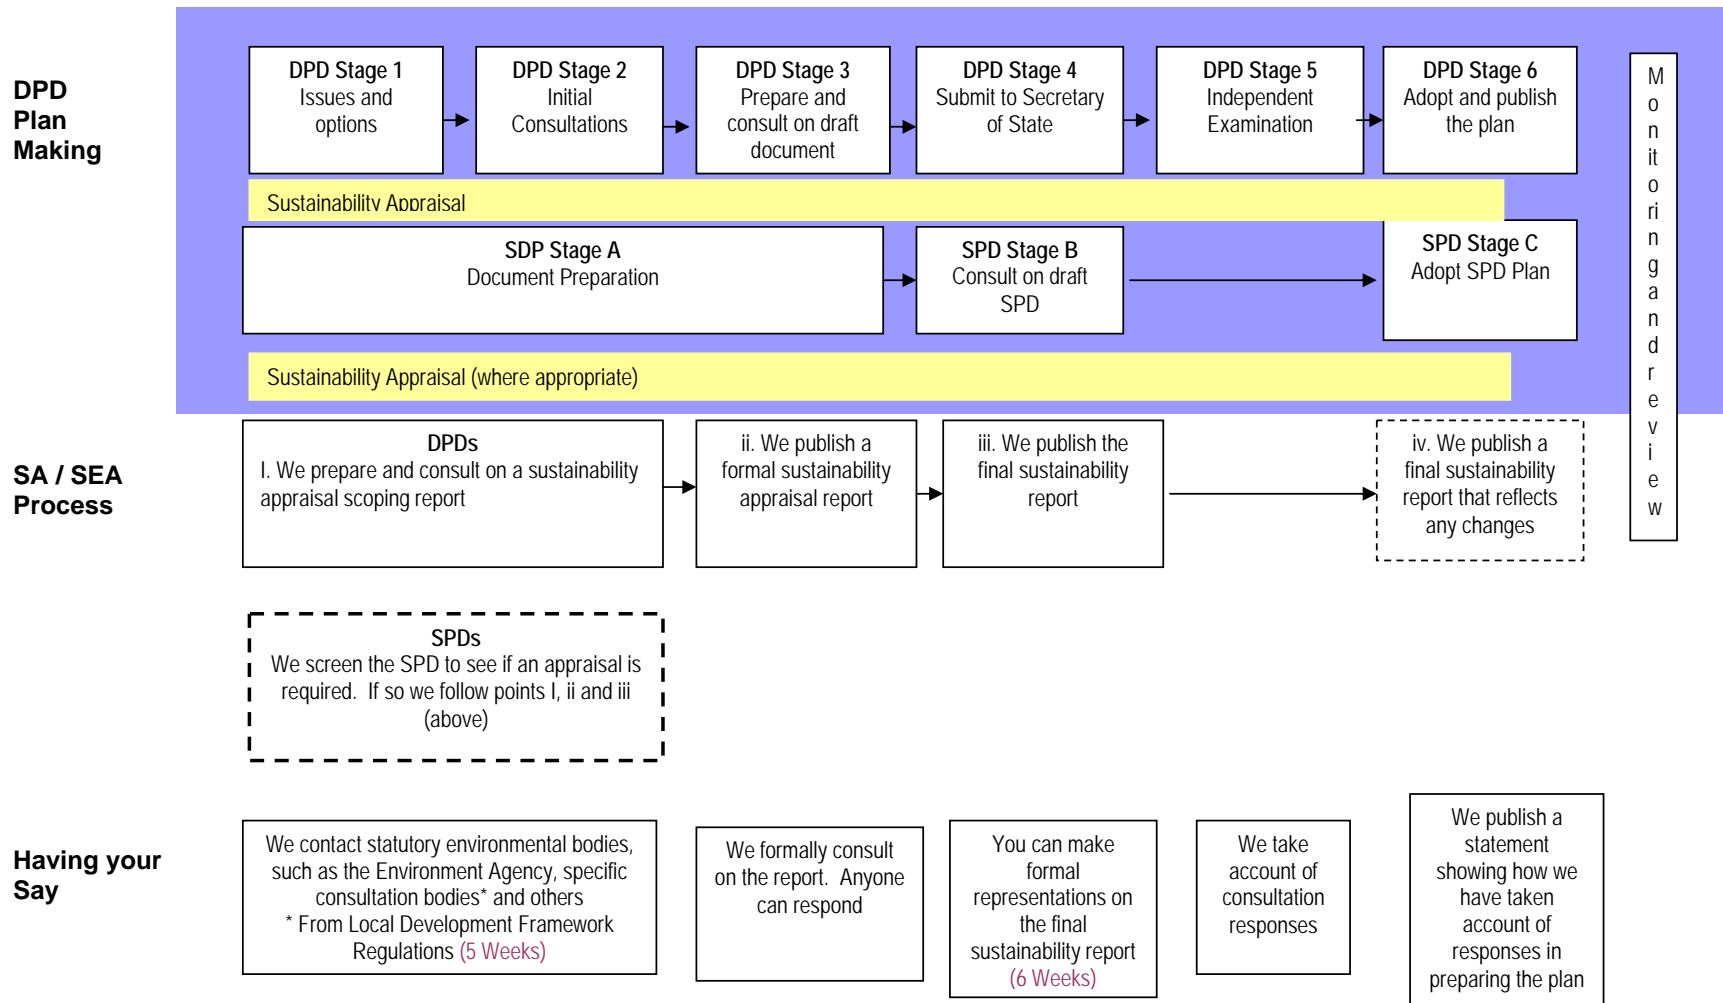 DPD
Plan
Making
DPD Stage 1
Issues and
options
DPD Stage 2
Initial
Consultations
DPD Stage 3
Prepare and
consult on draft
document
DPD Stage 4
Submit to Secretary
of State
DPD Stage 5
Independent
Examination
DPD Stage 6
Adopt and publish
the plan
Sustainability Appraisal
SDP Stage A
Document Preparation
SPD Stage B
Consult on draft
SPD
SPD Stage C
Adopt SPD Plan
Sustainability Appraisal (where appropriate)
M
o
n
it
o
ri
n
g
a
n
d
r
e
v
i
e
w
SA / SEA
Process
DPDs
I. We prepare and consult on a sustainability
appraisal scoping report
ii. We publish a
formal sustainability
appraisal report
iii. We publish the
final sustainability
report
iv. We publish a
final sustainability
report that reflects
any changes
SPDs
We screen the SPD to see if an appraisal is
required. If so we follow points I, ii and iii
(above)
Having your
Say
We contact statutory environmental bodies,
such as the Environment Agency, specific
consultation bodies* and others
* From Local Development Framework
Regulations (5 Weeks)
We formally consult
on the report. Anyone
can respond
You can make
formal
representations on
the final
sustainability report
(6 Weeks)
We take
account of
consultation
responses
We publish a
statement
showing how we
have taken
account of
responses in
preparing the plan